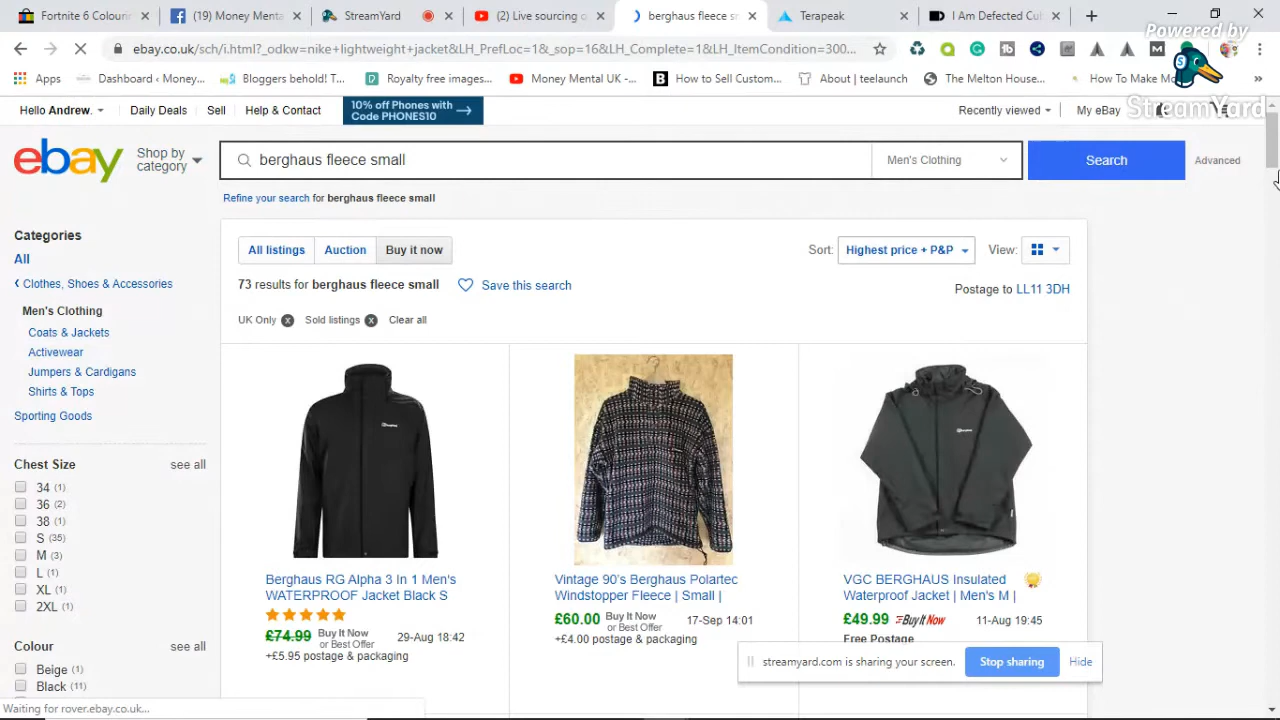 Fortnite 6 Colourin
(19) Money Menta
StreamYard
(2) Live sourcing o
berghaus fleece sm
Terapeak
I Am Defected Cul
Powered by
StreamYard
ebay.co.uk/sch/i.html?_odkw=nike+lightweight+jacket&LH_PrefLoc=1&_sop=16&LH_Complete=1&LH_ItemCondition=300...
Apps
Dashboard ‹ Money...
Bloggers behold! T...
Royalty free images...
Money Mental UK -...
How to Sell Custom...
About | teelaunch
The Melton House...
How To Make Mo
Hello Andrew.
Daily Deals
Sell
Help & Contact
10% off Phones with
Code PHONES10
Recently viewed
My eBay
ebay
Shop by
category
berghaus fleece small
Men's Clothing
Search
Advanced
Refine your search for berghaus fleece small
Categories
All
Clothes, Shoes & Accessories
Men's Clothing
Coats & Jackets
Activewear
Jumpers & Cardigans
Shirts & Tops
Sporting Goods
Chest Size
see all
34 (1)
36 (2)
38 (1)
S (35)
M (3)
L (1)
XL (1)
2XL (1)
Colour
see all
Beige (1)
Black (11)
Waiting for rover.ebay.co.uk...
All listings
Auction
Buy it now
Sort:
Highest price + P&P
View:
73 results for berghaus fleece small
Save this search
Postage to LL11 3DH
UK Only
Sold listings
Clear all
Berghaus RG Alpha 3 In 1 Men's
WATERPROOF Jacket Black S
£74.99
Buy It Now
or Best Offer
29-Aug 18:42
+£5.95 postage & packaging
Vintage 90's Berghaus Polartec
Windstopper Fleece | Small |
£60.00
Buy It Now
or Best Offer
17-Sep 14:01
+£4.00 postage & packaging
VGC BERGHAUS Insulated
Waterproof Jacket | Men's M |
£49.99
Buy It Now
11-Aug 19:45
Free Postage
streamyard.com is sharing your screen.
Stop sharing
Hide